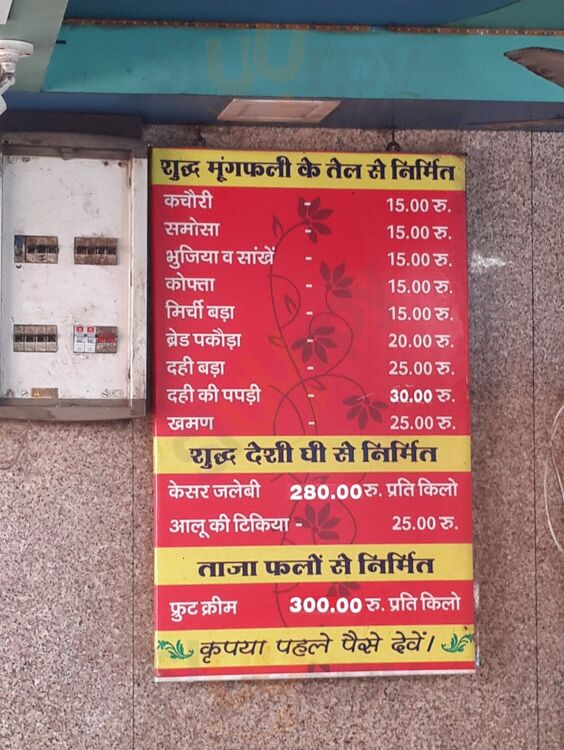 शुद्ध मूंगफली के तेल से निर्मित
कचौरी - 15.00 रु.
समोसा - 15.00 रु.
भुजिया व सांखें - 15.00 रु.
कोफ्ता - 15.00 रु.
मिर्ची बड़ा - 15.00 रु.
ब्रेड पकौड़ा - 20.00 रु.
दही बड़ा - 25.00 रु.
दही की पपड़ी - 30.00 रु.
खमण - 25.00 रु.
शुद्ध देशी घी से निर्मित
केसर जलेबी 280.00 रु. प्रति किलो
आलू की टिकिया - 25.00 रु.
ताजा फलों से निर्मित
फ्रुट क्रीम 300.00 रु. प्रति किलो
कृपया पहले पैसे देवें।